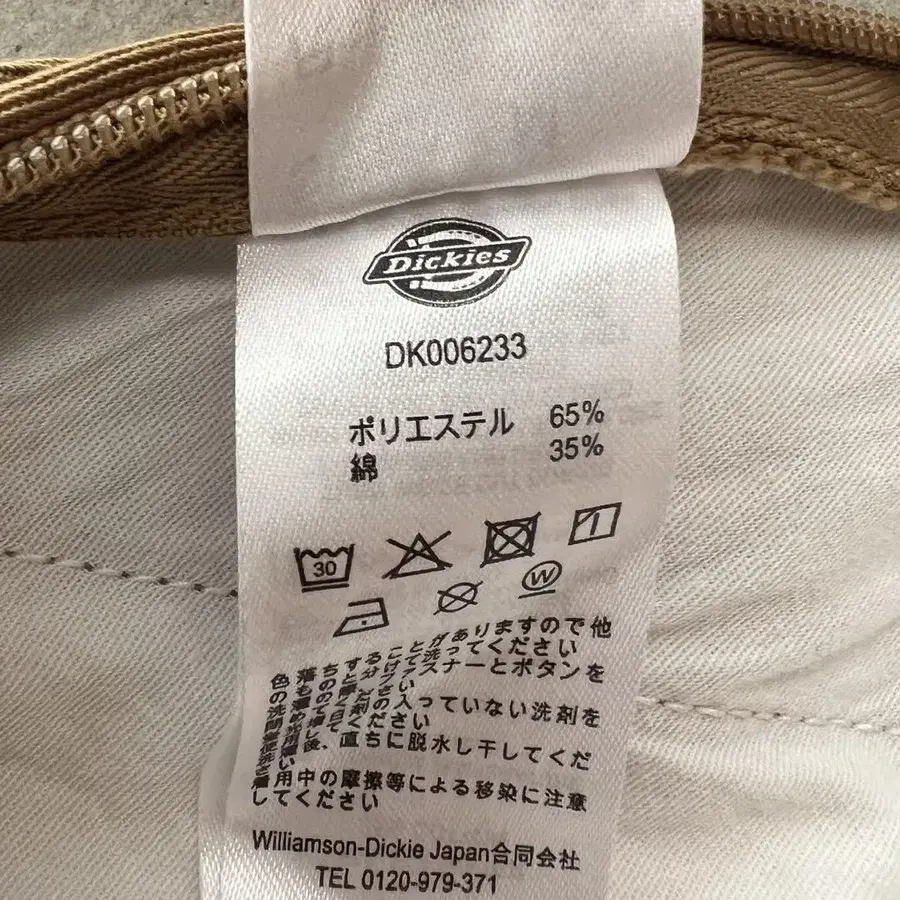 Dickies
DK006233
ポリエステル 65%
綿 35%
30
W
色落ちすることがありますので他
のものと分けて洗ってください
ファスナーとボタンを
閉めてください
蛍光増白剤の入っていない洗剤を
使用してください
洗濯後、直ちに脱水し干してくだ
さい
着用中の摩擦等による移染に注意
してください
Williamson-Dickie Japan合同会社
TEL 0120-979-371